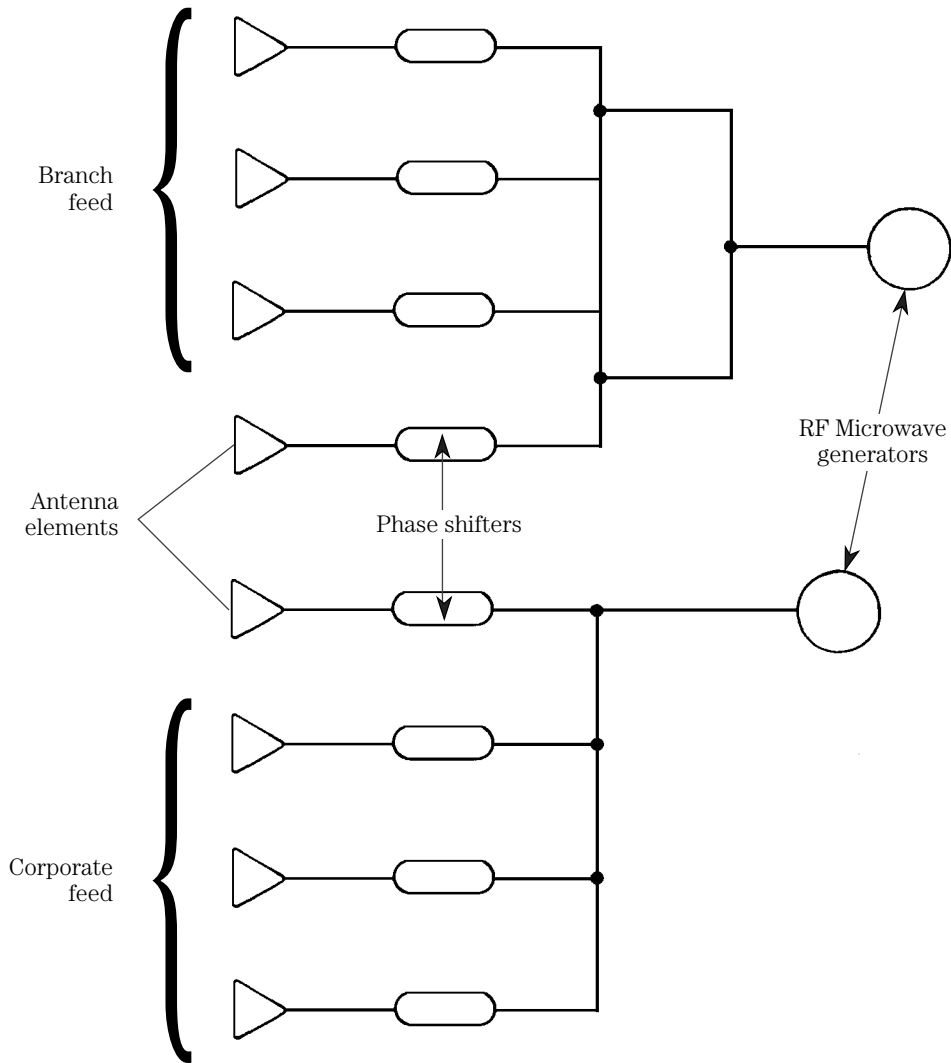 Branch
feed
RF Microwave
generators
Antenna
elements
Phase shifters
Corporate
feed